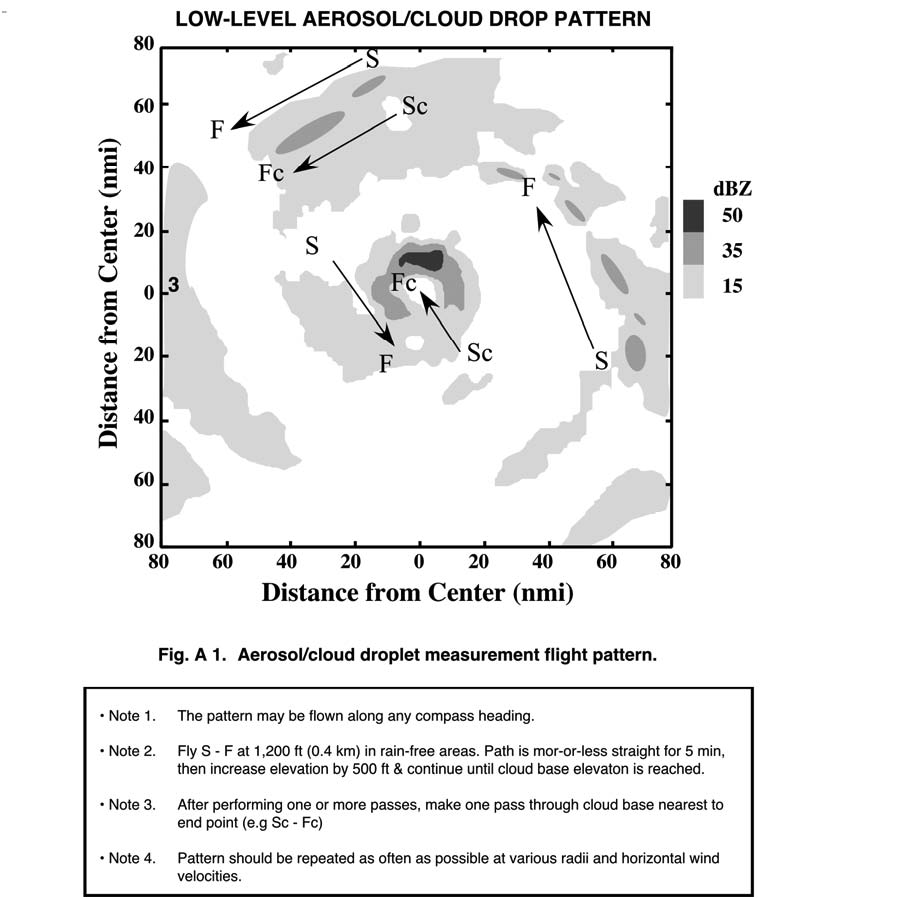 LOW-LEVEL AEROSOL/CLOUD DROP PATTERN
80
60
40
20
0
20
40
60
80
Distance from Center (nmi)
S
F
Sc
Fc
F
S
3
Fc
F
Sc
S
dBZ
50
35
15
80 60 40 20 0 20 40 60 80
Distance from Center (nmi)
Fig. A 1. Aerosol/cloud droplet measurement flight pattern.
• Note 1. The pattern may be flown along any compass heading.
• Note 2. Fly S - F at 1,200 ft (0.4 km) in rain-free areas. Path is mor-or-less straight for 5 min,
then increase elevation by 500 ft & continue until cloud base elevaton is reached.
• Note 3. After performing one or more passes, make one pass through cloud base nearest to
end point (e.g Sc - Fc)
• Note 4. Pattern should be repeated as often as possible at various radii and horizontal wind
velocities.